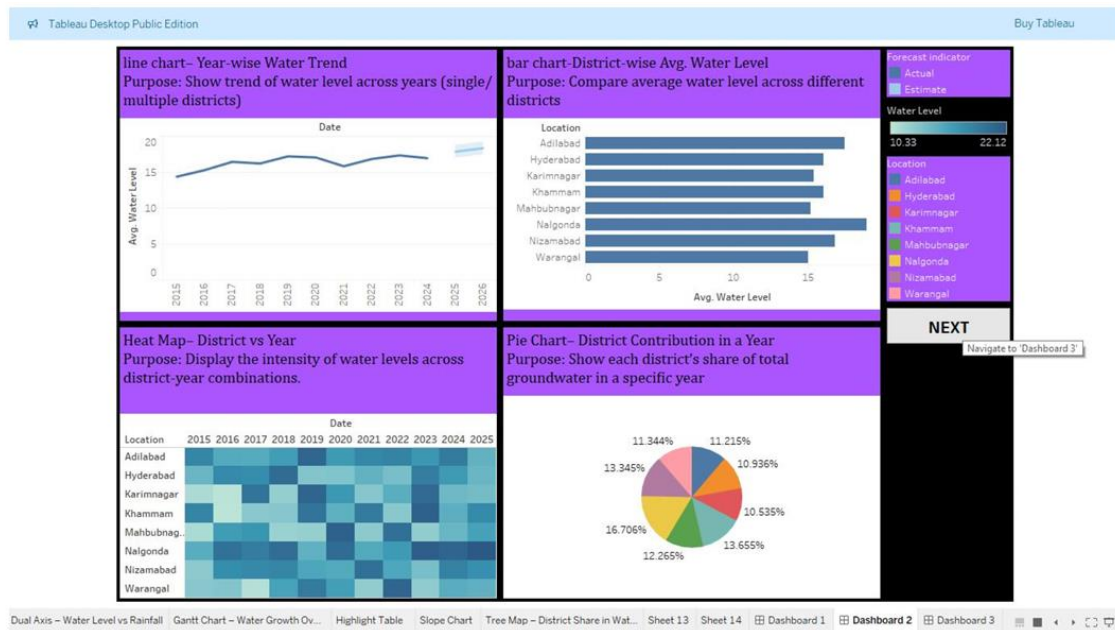 Tableau Desktop Public Edition
Buy Tableau
line chart– Year-wise Water Trend
Purpose: Show trend of water level across years (single/
multiple districts)
Date
20
15
10
5
0
Avg. Water Level
2015 2016 2017 2018 2019 2020 2021 2022 2023 2024 2025 2026
bar chart-District-wise Avg. Water Level
Purpose: Compare average water level across different
districts
Location
Adilabad
Hyderabad
Karimnagar
Khammam
Mahbubnagar
Nalgonda
Nizamabad
Warangal
0 5 10 15
Avg. Water Level
Forecast indicator
Actual
Estimate
Water Level
10.33 22.12
Location
Adilabad
Hyderabad
Karimnagar
Khammam
Mahbubnagar
Nalgonda
Nizamabad
Warangal
NEXT
Navigate to 'Dashboard 3'
Heat Map– District vs Year
Purpose: Display the intensity of water levels across
district-year combinations.
Date
Location 2015 2016 2017 2018 2019 2020 2021 2022 2023 2024 2025
Adilabad
Hyderabad
Karimnagar
Khammam
Mahbubnag..
Nalgonda
Nizamabad
Warangal
Pie Chart– District Contribution in a Year
Purpose: Show each district's share of total
groundwater in a specific year
11.344% 11.215%
13.345% 10.936%
10.535%
16.706%
13.655%
12.265%
Dual Axis – Water Level vs Rainfall Gantt Chart – Water Growth Ov... Highlight Table Slope Chart Tree Map – District Share in Wat... Sheet 13 Sheet 14 Dashboard 1 Dashboard 2 Dashboard 3